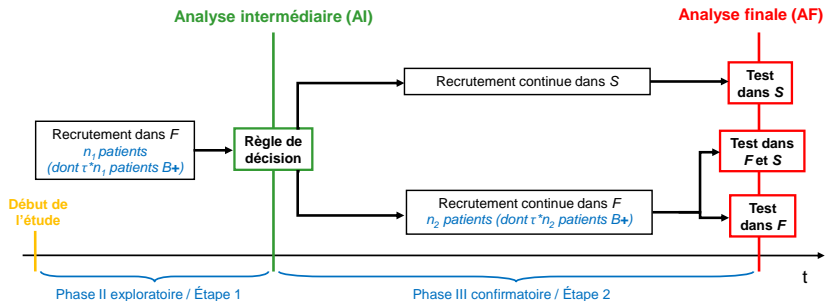 Analyse intermédiaire (AI)
Analyse finale (AF)
Recrutement continue dans S
Test
dans S
Recrutement dans F
n₁ patients
(dont τ*n₁ patients B+)
Règle de
décision
Test dans
F et S
Recrutement continue dans F
n₂ patients (dont τ*n₂ patients B+)
Test
dans F
Début de
l'étude
t
Phase II exploratoire / Étape 1
Phase III confirmatoire / Étape 2